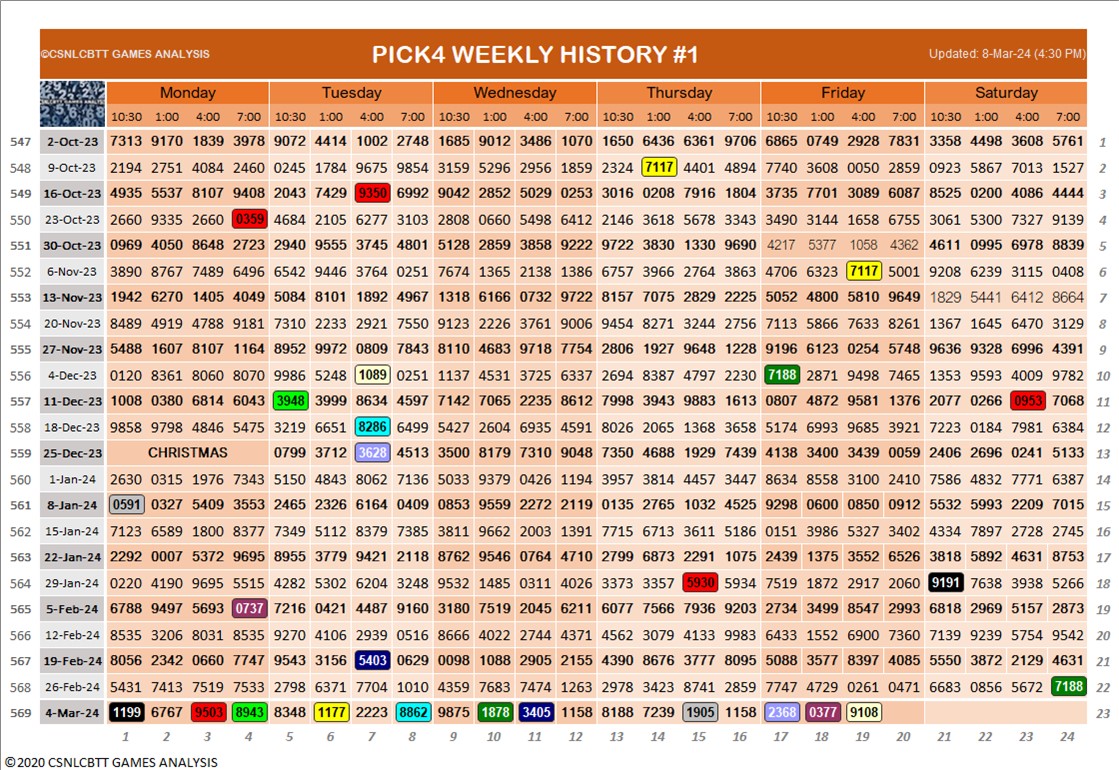 ©CSNLCBTT GAMES ANALYSIS PICK4 WEEKLY HISTORY #1 Updated: 8-Mar-24 (4:30 PM)
Monday Tuesday Wednesday Thursday Friday Saturday
10:30 1:00 4:00 7:00 10:30 1:00 4:00 7:00 10:30 1:00 4:00 7:00 10:30 1:00 4:00 7:00 10:30 1:00 4:00 7:00 10:30 1:00 4:00 7:00
547 2-Oct-23 7313 9170 1839 3978 9072 4414 1002 2748 1685 9012 3486 1070 1650 6436 6361 9706 6865 0749 2928 7831 3358 4498 3608 5761 1
548 9-Oct-23 2194 2751 4084 2460 0245 1784 9675 9854 3159 5296 2956 1859 2324 7117 4401 4894 7740 3608 0050 2859 0923 5867 7013 1527 2
549 16-Oct-23 4935 5537 8107 9408 2043 7429 9350 6992 9042 2852 5029 0253 3016 0208 7916 1804 3735 7701 3089 6087 8525 0200 4086 4444 3
550 23-Oct-23 2660 9335 2660 0359 4684 2105 6277 3103 2808 0660 5498 6412 2146 3618 5678 3343 3490 3144 1658 6755 3061 5300 7327 9139 4
551 30-Oct-23 0969 4050 8648 2723 2940 9555 3745 4801 5128 2859 3858 9222 9722 3830 1330 9690 4217 5377 1058 4362 4611 0995 6978 8839 5
552 6-Nov-23 3890 8767 7489 6496 6542 9446 3764 0251 7674 1365 2138 1386 6757 3966 2764 3863 4706 6323 7117 5001 9208 6239 3115 0408 6
553 13-Nov-23 1942 6270 1405 4049 5084 8101 1892 4967 1318 6166 0732 9722 8157 7075 2829 2225 5052 4800 5810 9649 1829 5441 6412 8664 7
554 20-Nov-23 8489 4919 4788 9181 7310 2233 2921 7550 9123 2226 3761 9006 9454 8271 3244 2756 7113 5866 7633 8261 1367 1645 6470 3129 8
555 27-Nov-23 5488 1607 8107 1164 8952 9972 0809 7843 8110 4683 9718 7754 2806 1927 9648 1228 9196 6123 0254 5748 9636 9328 6996 4391 9
556 4-Dec-23 0120 8361 8060 8070 9986 5248 1089 0251 1137 4531 3725 6337 2694 8387 4797 2230 7188 2871 9498 7465 1353 9593 4009 9782 10
557 11-Dec-23 1008 0380 6814 6043 3948 3999 8634 4597 7142 7065 2235 8612 7998 3943 9883 1613 0807 4872 9581 1376 2077 0266 0953 7068 11
558 18-Dec-23 9858 9798 4846 5475 3219 6651 8286 6499 5427 2604 6935 4591 8026 2065 1368 3658 5174 6993 9685 3921 7223 0184 7981 6384 12
559 25-Dec-23 CHRISTMAS 0799 3712 3628 4513 3500 8179 7310 9048 7350 4688 1929 7439 4138 3400 3439 0059 2406 2696 0241 5133 13
560 1-Jan-24 2630 0315 1976 7343 5150 4843 8062 7136 5033 9379 0426 1194 3957 3814 4457 3447 8634 8558 3100 2410 7586 4832 7771 6387 14
561 8-Jan-24 0591 0327 5409 3553 2465 2326 6164 0409 0853 9559 2272 2119 0135 2765 1032 4525 9298 0600 0850 0912 5532 5993 2209 7015 15
562 15-Jan-24 7123 6589 1800 8377 7349 5112 8379 7385 3811 9662 2003 1391 7715 6713 3611 5186 0151 3986 5327 3402 4334 7897 2728 2745 16
563 22-Jan-24 2292 0007 5372 9695 8955 3779 9421 2118 8762 9546 0764 4710 2799 6873 2291 1075 2439 1375 3552 6526 3818 5892 4631 8753 17
564 29-Jan-24 0220 4190 9695 5515 4282 5302 6204 3248 9532 1485 0311 4026 3373 3357 5930 5934 7519 1872 2917 2060 9191 7638 3938 5266 18
565 5-Feb-24 6788 9497 5693 0737 7216 0421 4487 9160 3180 7519 2045 6211 6077 7566 7936 9203 2734 3499 8547 2993 6818 2969 5157 2873 19
566 12-Feb-24 8535 3206 8031 8535 9270 4106 2939 0516 8666 4022 2744 4371 4562 3079 4133 9983 6433 1552 6900 7360 7139 9239 5754 9542 20
567 19-Feb-24 8056 2342 0660 7747 9543 3156 5403 0629 0098 1088 2905 2155 4390 8676 3777 8095 5088 3577 8397 4085 5550 3872 2129 4631 21
568 26-Feb-24 5431 7413 7519 7533 2798 6371 7704 1010 4359 7683 7474 1263 2978 3423 8741 2859 7747 4729 0261 0471 6683 0856 5672 7188 22
569 4-Mar-24 1199 6767 9503 8943 8348 1177 2223 8862 9875 1878 3405 1158 8188 7239 1905 1158 2368 0377 9108 23
1 2 3 4 5 6 7 8 9 10 11 12 13 14 15 16 17 18 19 20 21 22 23 24
©2020 CSNLCBTT GAMES ANALYSIS